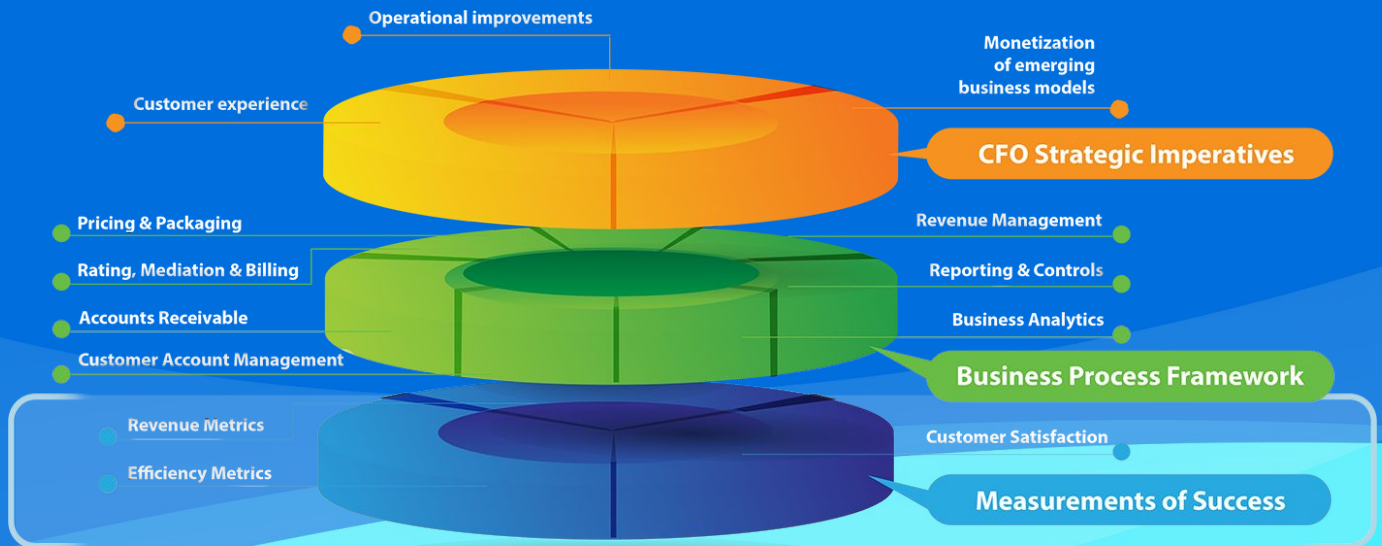 Operational improvements
Monetization
of emerging
business models
Customer experience
CFO Strategic Imperatives
Pricing & Packaging
Revenue Management
Rating, Mediation & Billing
Reporting & Controls
Accounts Receivable
Business Analytics
Customer Account Management
Business Process Framework
Revenue Metrics
Customer Satisfaction
Efficiency Metrics
Measurements of Success